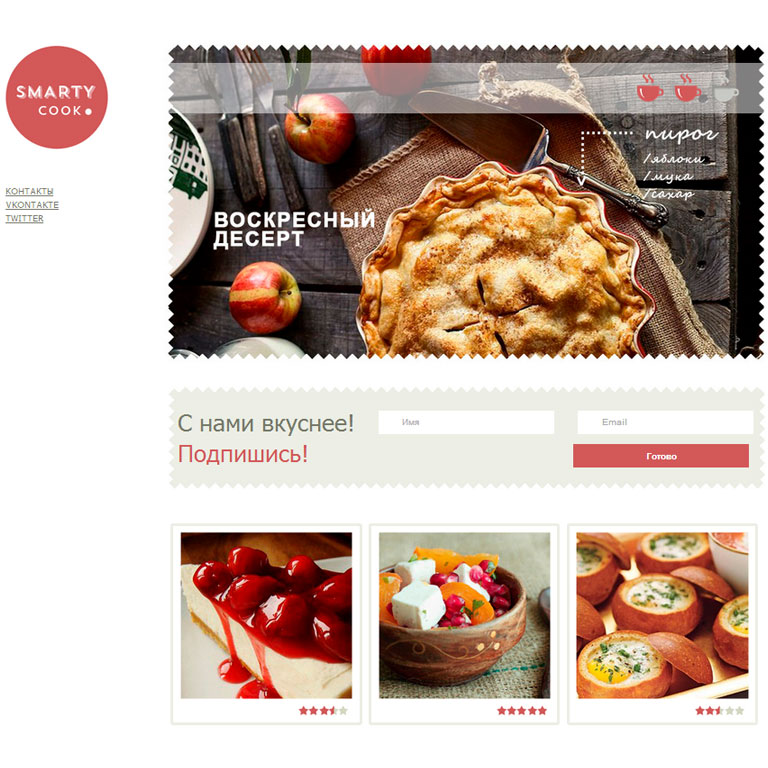 SMARTY
COOK
КОНТАКТЫ
VKONTAKTE
TWITTER
пирог
/яблоки
/мука
/сахар
ВОСКРЕСНЫЙ
ДЕСЕРТ
С нами вкуснее!
Подпишись!
Имя
Email
Готово